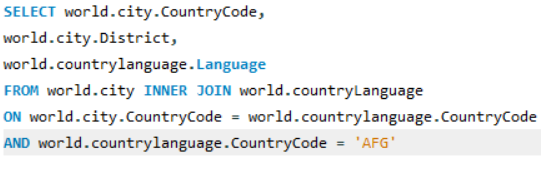 SELECT world.city.CountryCode,
world.city.District,
world.countrylanguage.Language
FROM world.city INNER JOIN world.countryLanguage
ON world.city.CountryCode = world.countrylanguage.CountryCode
AND world.countrylanguage.CountryCode = 'AFG'